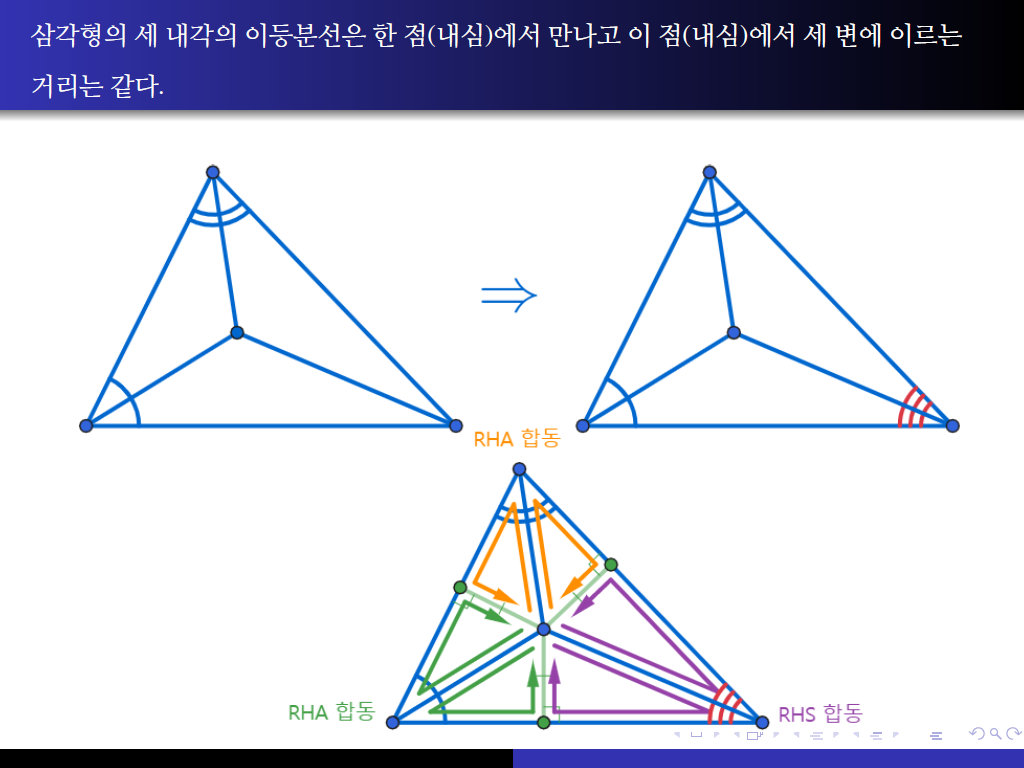 삼각형의 세 내각의 이등분선은 한 점(내심)에서 만나고 이 점(내심)에서 세 변에 이르는
거리는 같다.
⇒
RHA 합동
RHA 합동
RHS 합동